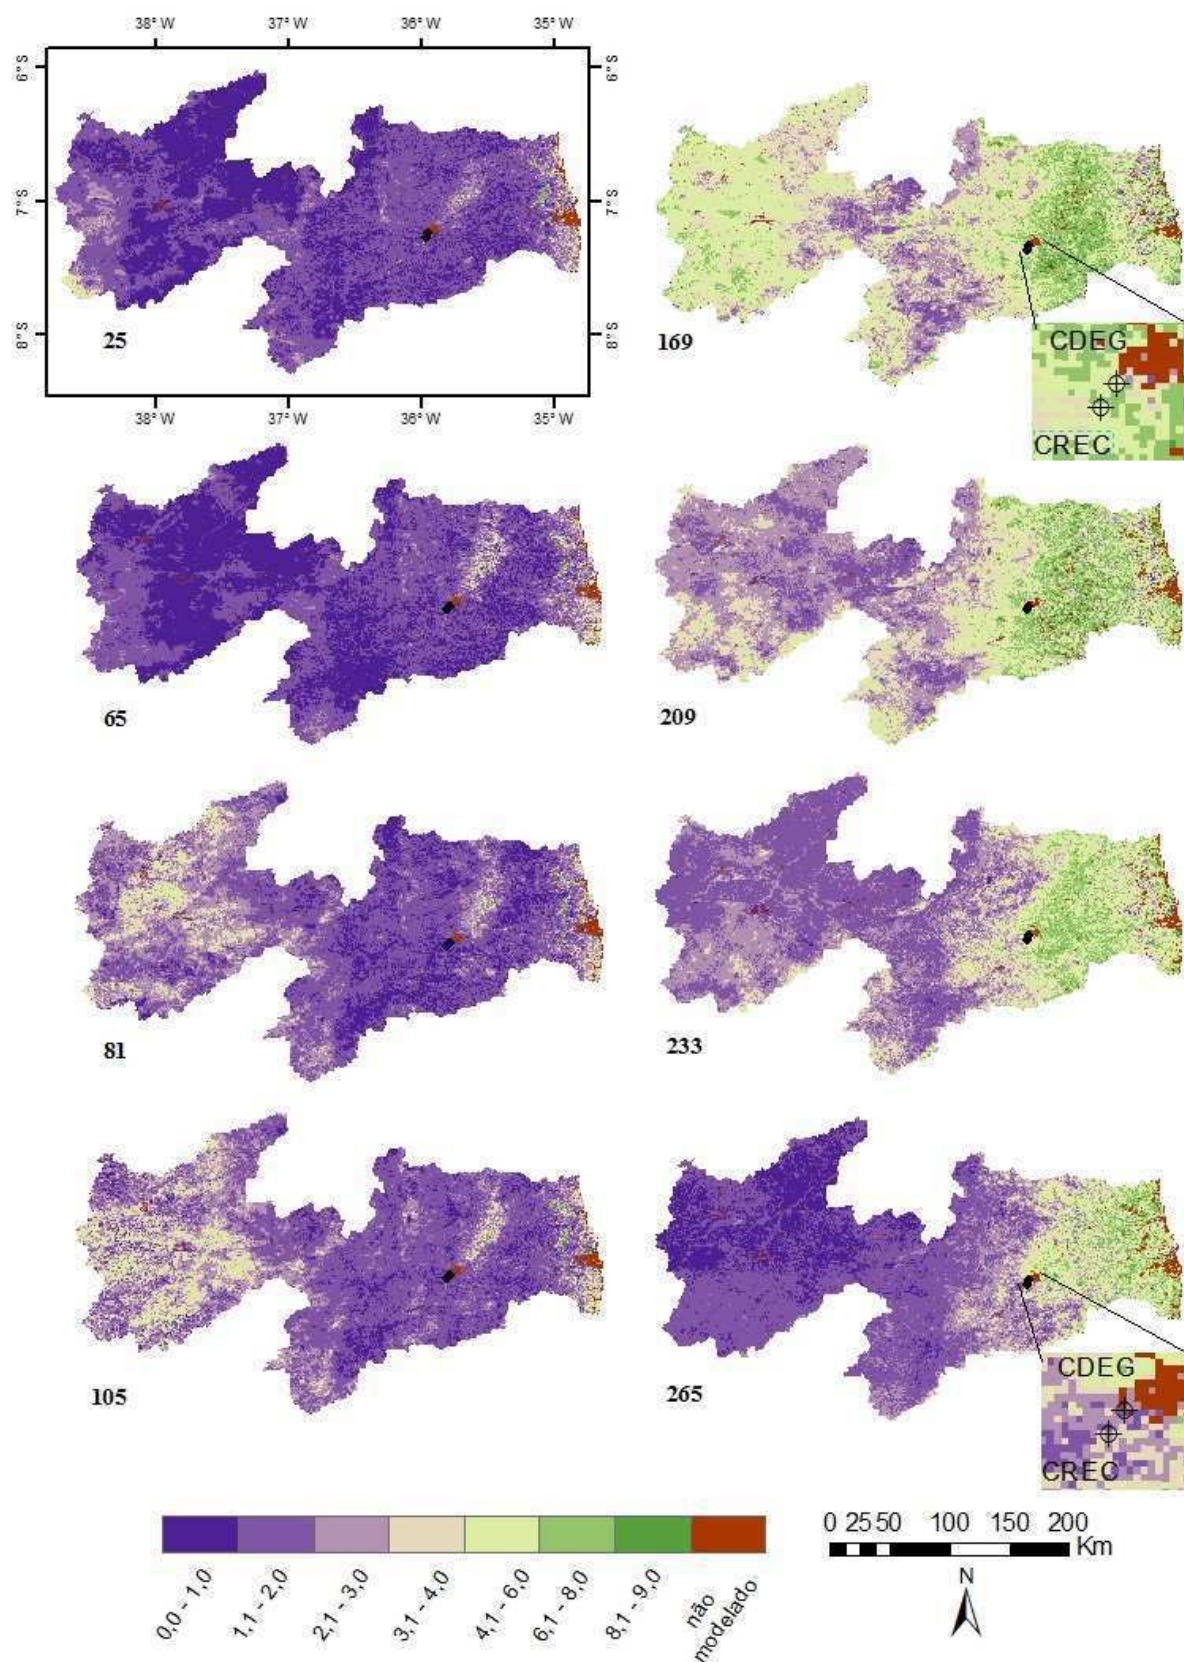 38° W 37° W 36° W 35° W
6° S 6° S
7° S 7° S
8° S 8° S
25
38° W 37° W 36° W 35° W
169
CDEG
CREC
65
209
81
233
105
265
CDEG
CREC
0,0 - 1,0
1,1 - 2,0
2,1 - 3,0
3,1 - 4,0
4,1 - 6,0
6,1 - 8,0
8,1 - 9,0
não
modelado
0 25 50 100 150 200
Km
N